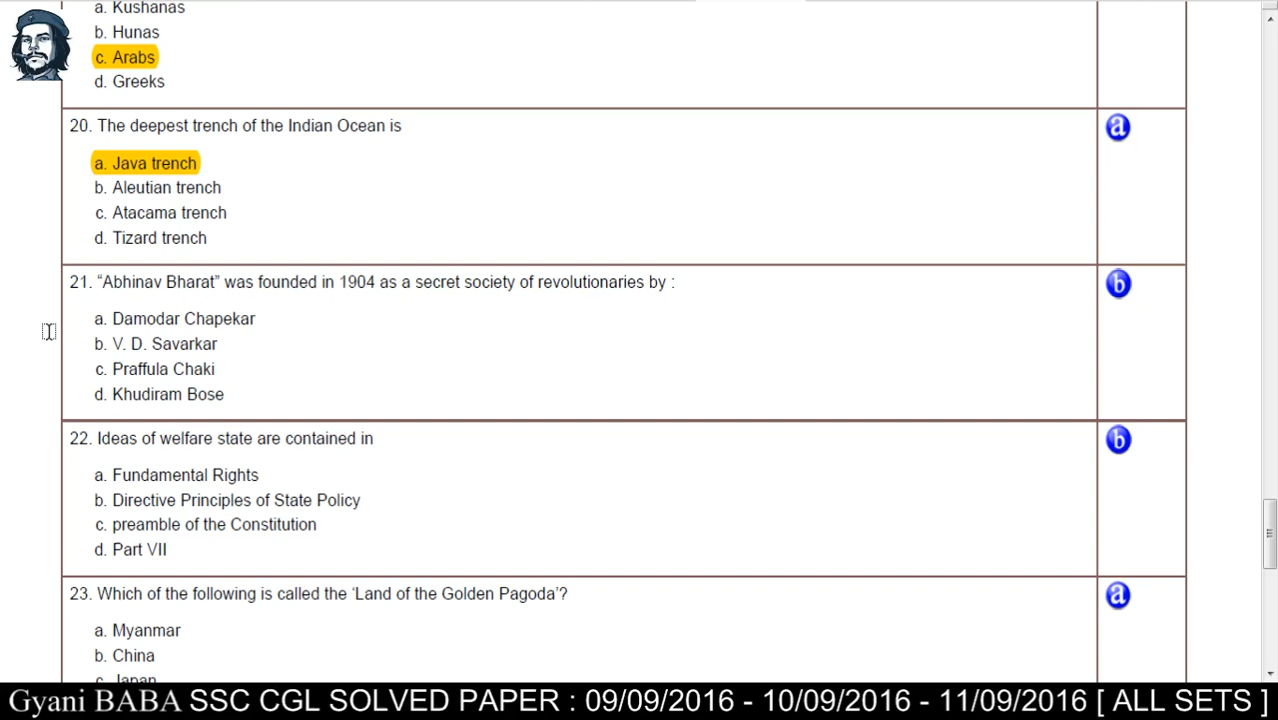 a. Kushanas
b. Hunas
c. Arabs
d. Greeks
20. The deepest trench of the Indian Ocean is
a
a. Java trench
b. Aleutian trench
c. Atacama trench
d. Tizard trench
21. “Abhinav Bharat” was founded in 1904 as a secret society of revolutionaries by :
b
a. Damodar Chapekar
b. V. D. Savarkar
c. Praffula Chaki
d. Khudiram Bose
22. Ideas of welfare state are contained in
b
a. Fundamental Rights
b. Directive Principles of State Policy
c. preamble of the Constitution
d. Part VII
23. Which of the following is called the ‘Land of the Golden Pagoda’?
a
a. Myanmar
b. China
c. Japan
Gyani BABA SSC CGL SOLVED PAPER : 09/09/2016 - 10/09/2016 - 11/09/2016 [ ALL SETS ]